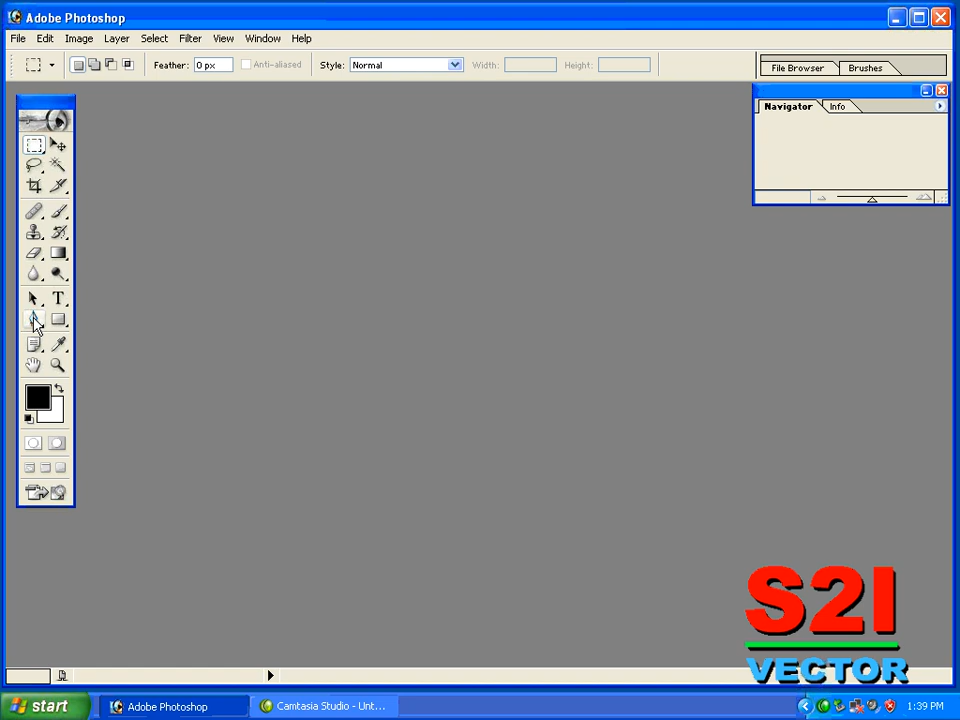 Adobe Photoshop
File Edit Image Layer Select Filter View Window Help
Feather: 0 px Anti-aliased Style: Normal Width: Height: File Browser Brushes
Navigator Info
T
S2I
VECTOR
start Adobe Photoshop Camtasia Studio - Unt... 1:39 PM